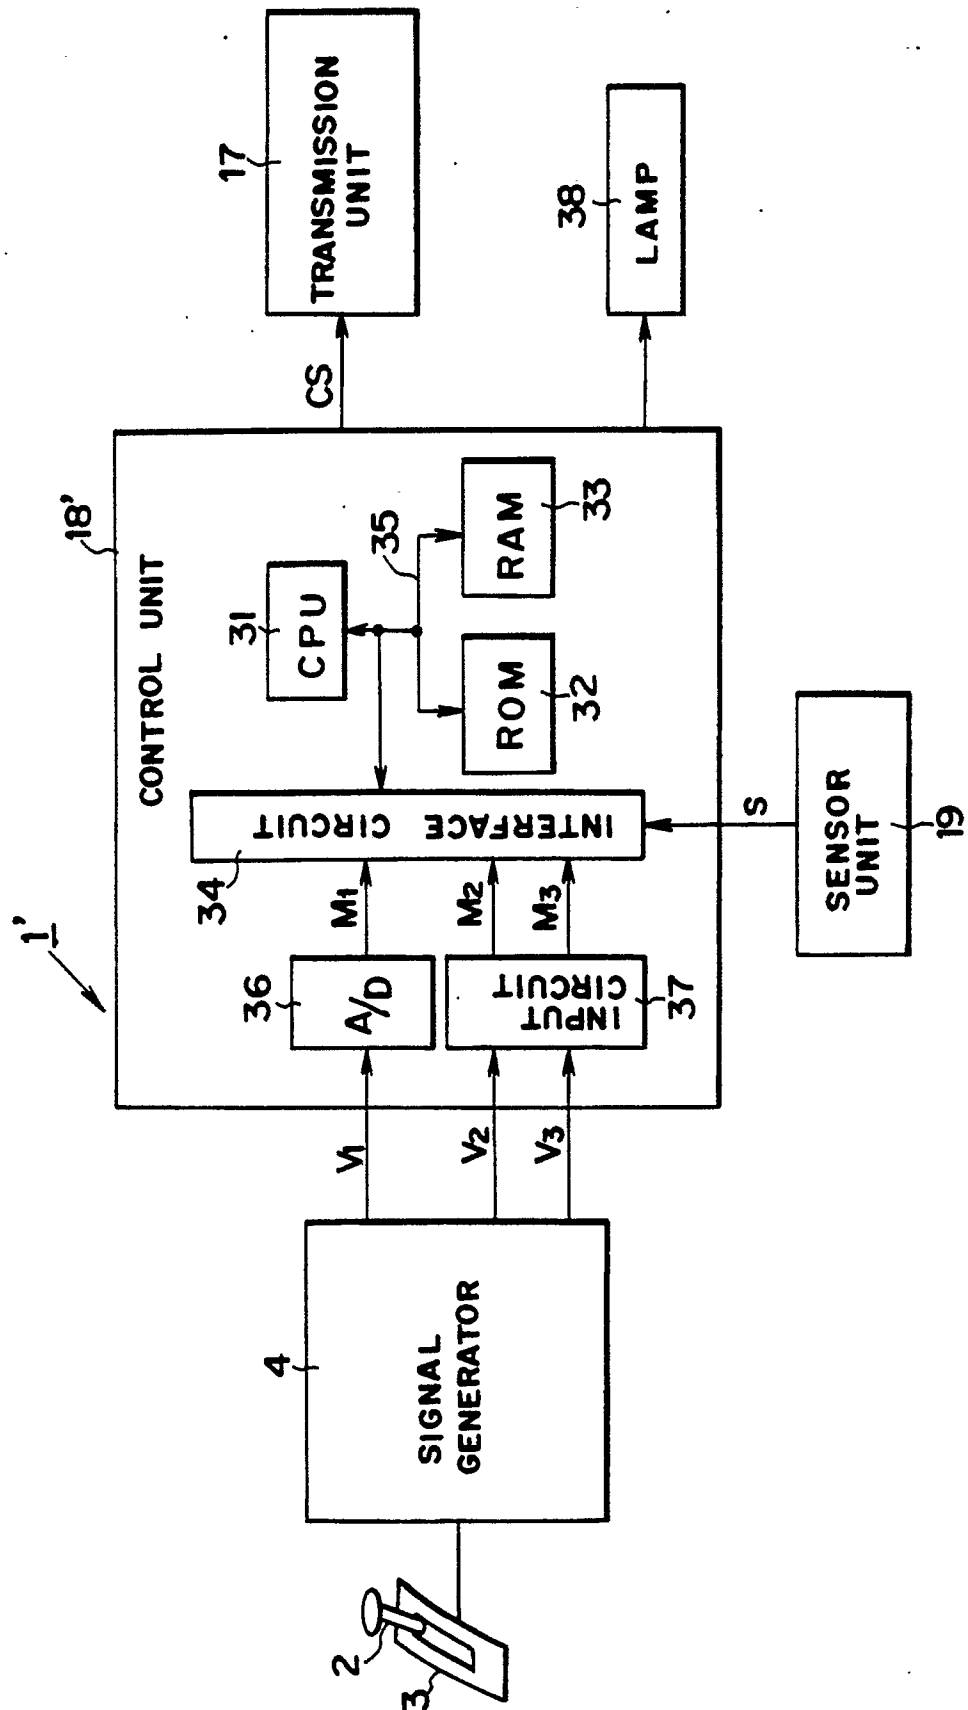 1'
18'
CONTROL UNIT
17
TRANSMISSION
UNIT
CS
38
LAMP
31
CPU
35
RAM
33
ROM
32
34
INTERFACE CIRCUIT
M1
M2
M3
36
A/D
INPUT
CIRCUIT
37
S
SENSOR
UNIT
19
V1
V2
V3
4
SIGNAL
GENERATOR
2
3